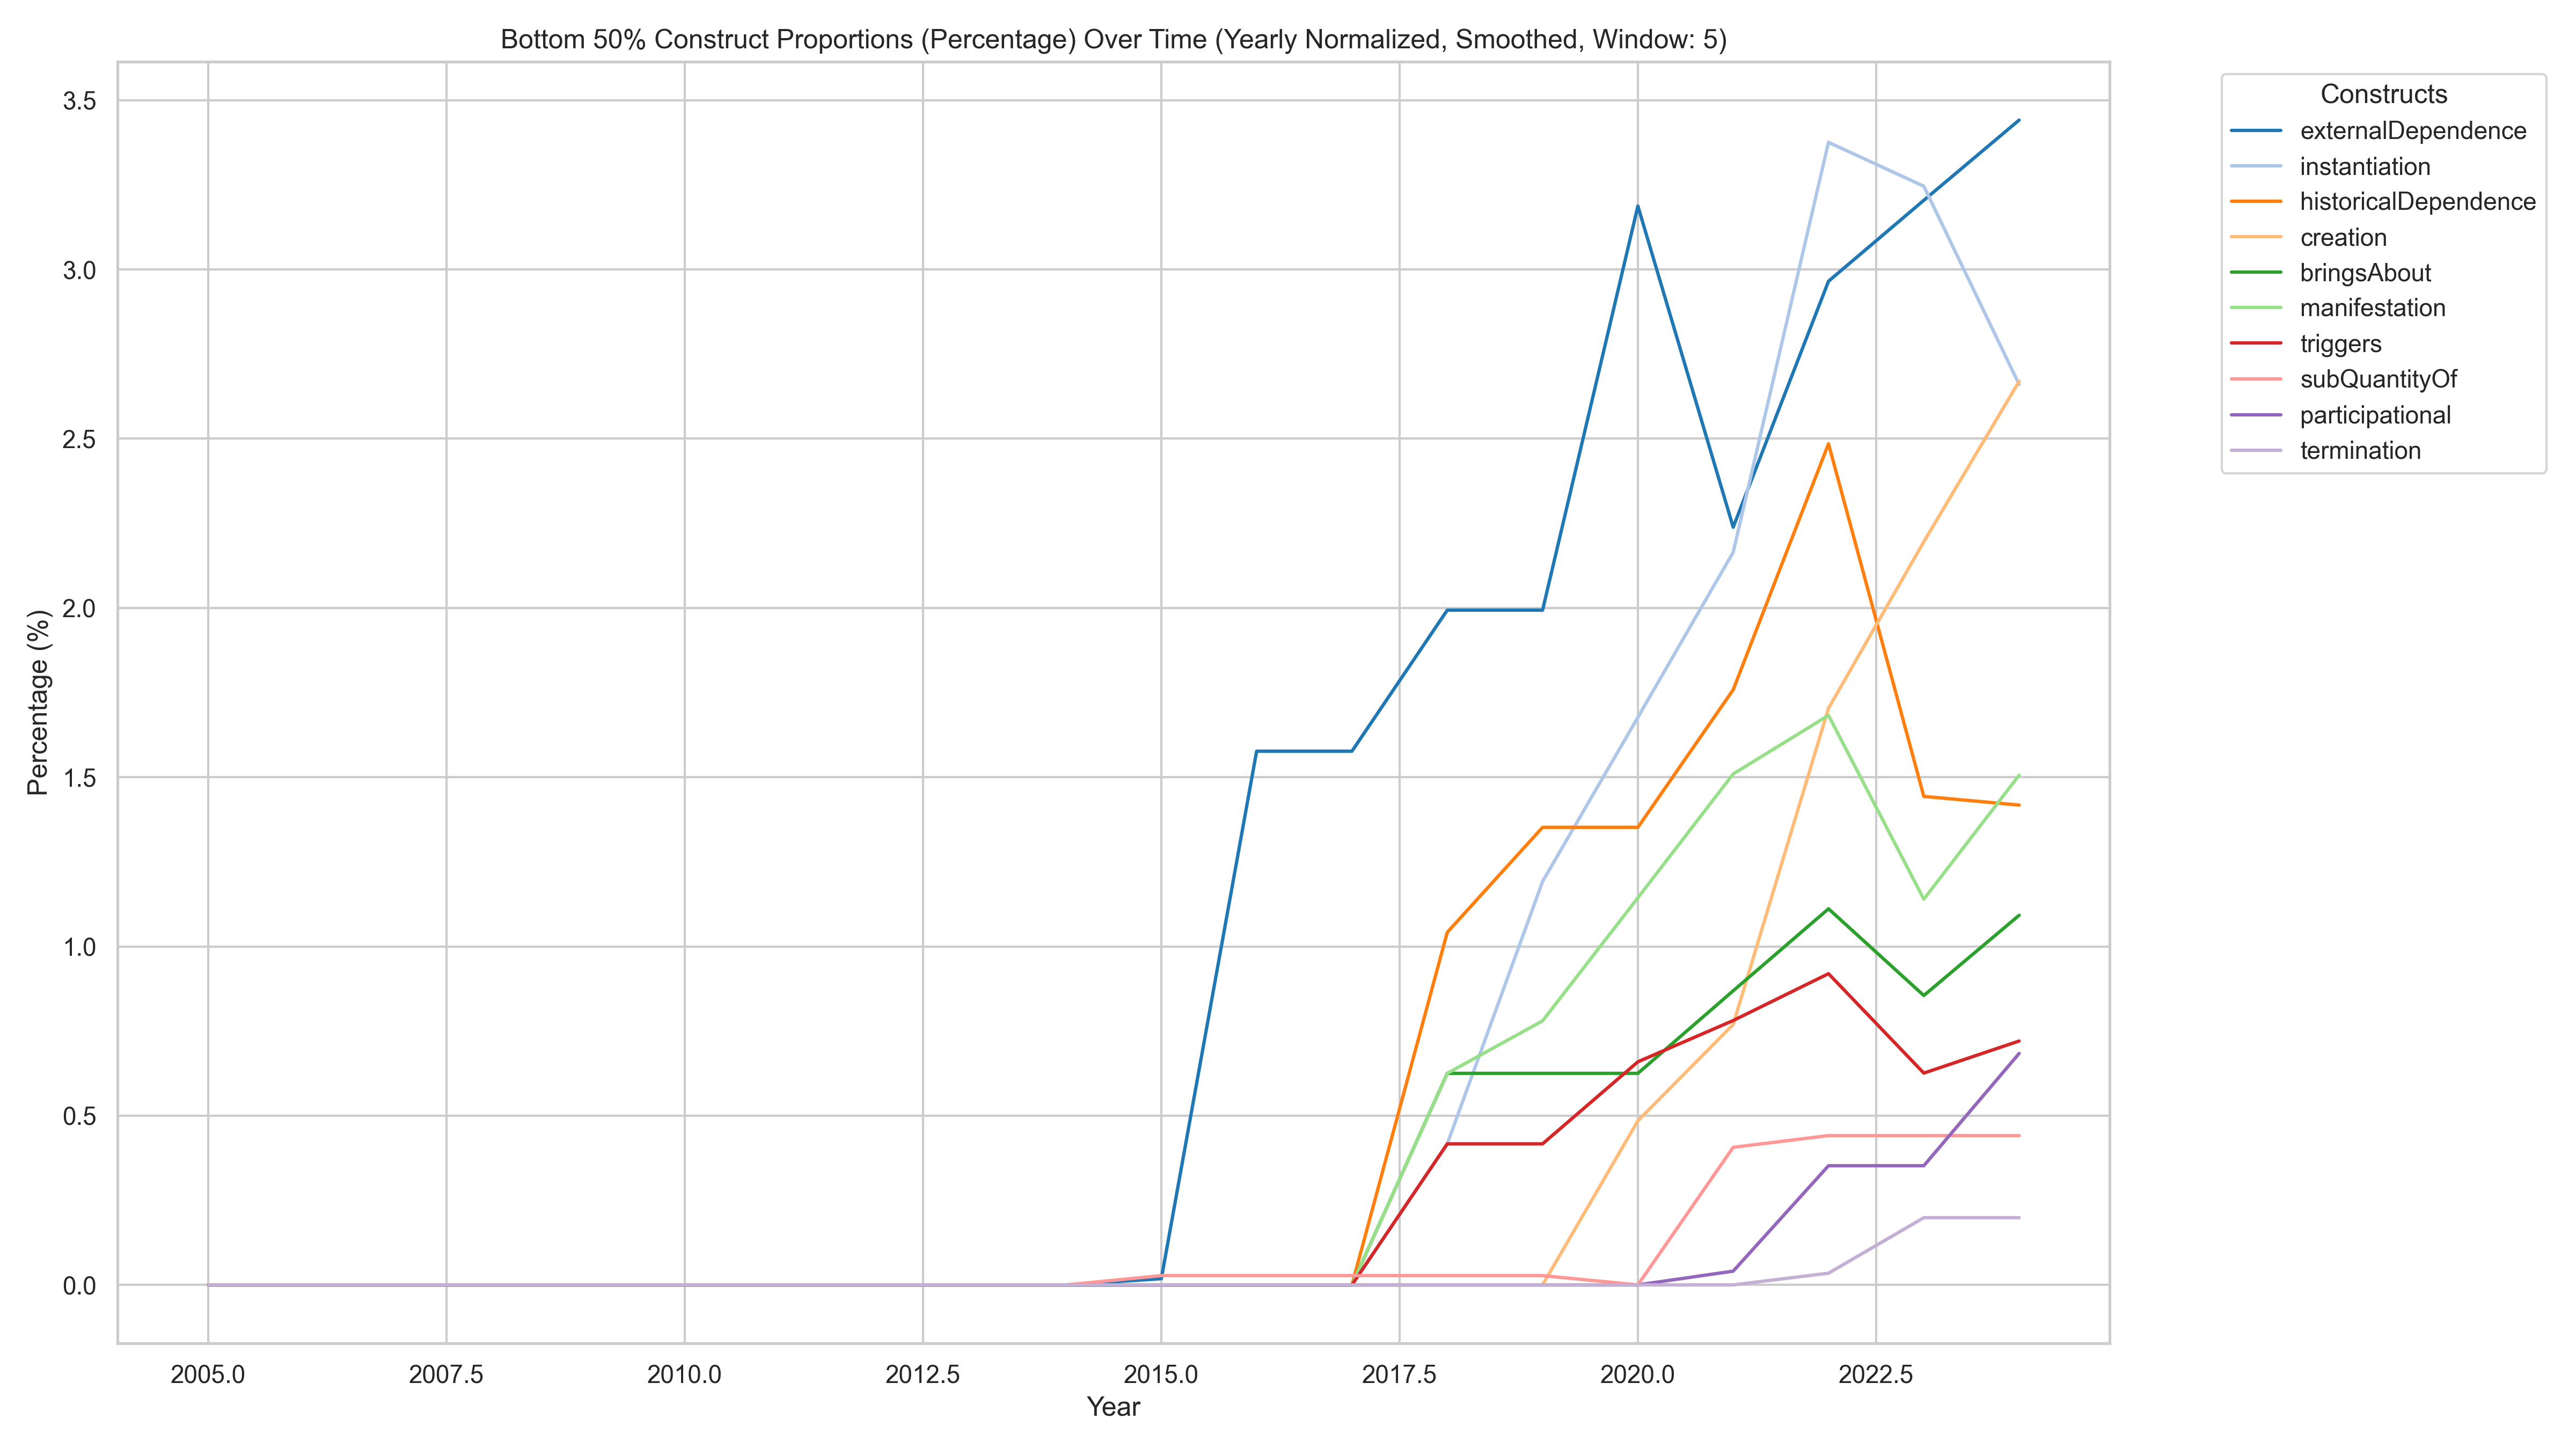 Bottom 50% Construct Proportions (Percentage) Over Time (Yearly Normalized, Smoothed, Window: 5)
Percentage (%)
3.5
3.0
2.5
2.0
1.5
1.0
0.5
0.0
2005.0 2007.5 2010.0 2012.5 2015.0 2017.5 2020.0 2022.5
Year
Constructs
externalDependence
instantiation
historicalDependence
creation
bringsAbout
manifestation
triggers
subQuantityOf
participational
termination